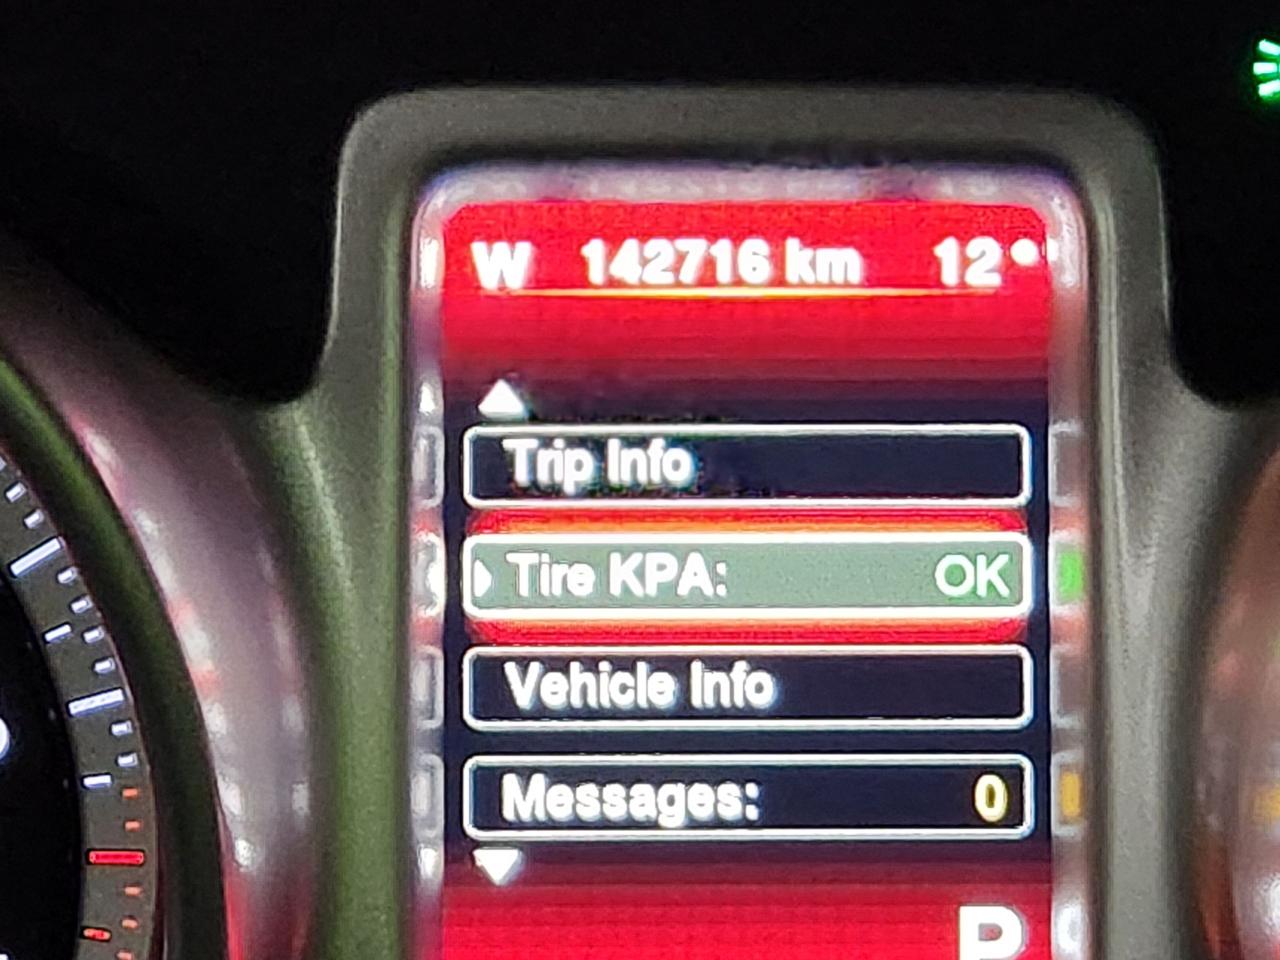 W 142716 km 12°
Trip Info
Tire KPA: OK
Vehicle Info
Messages: 0
P